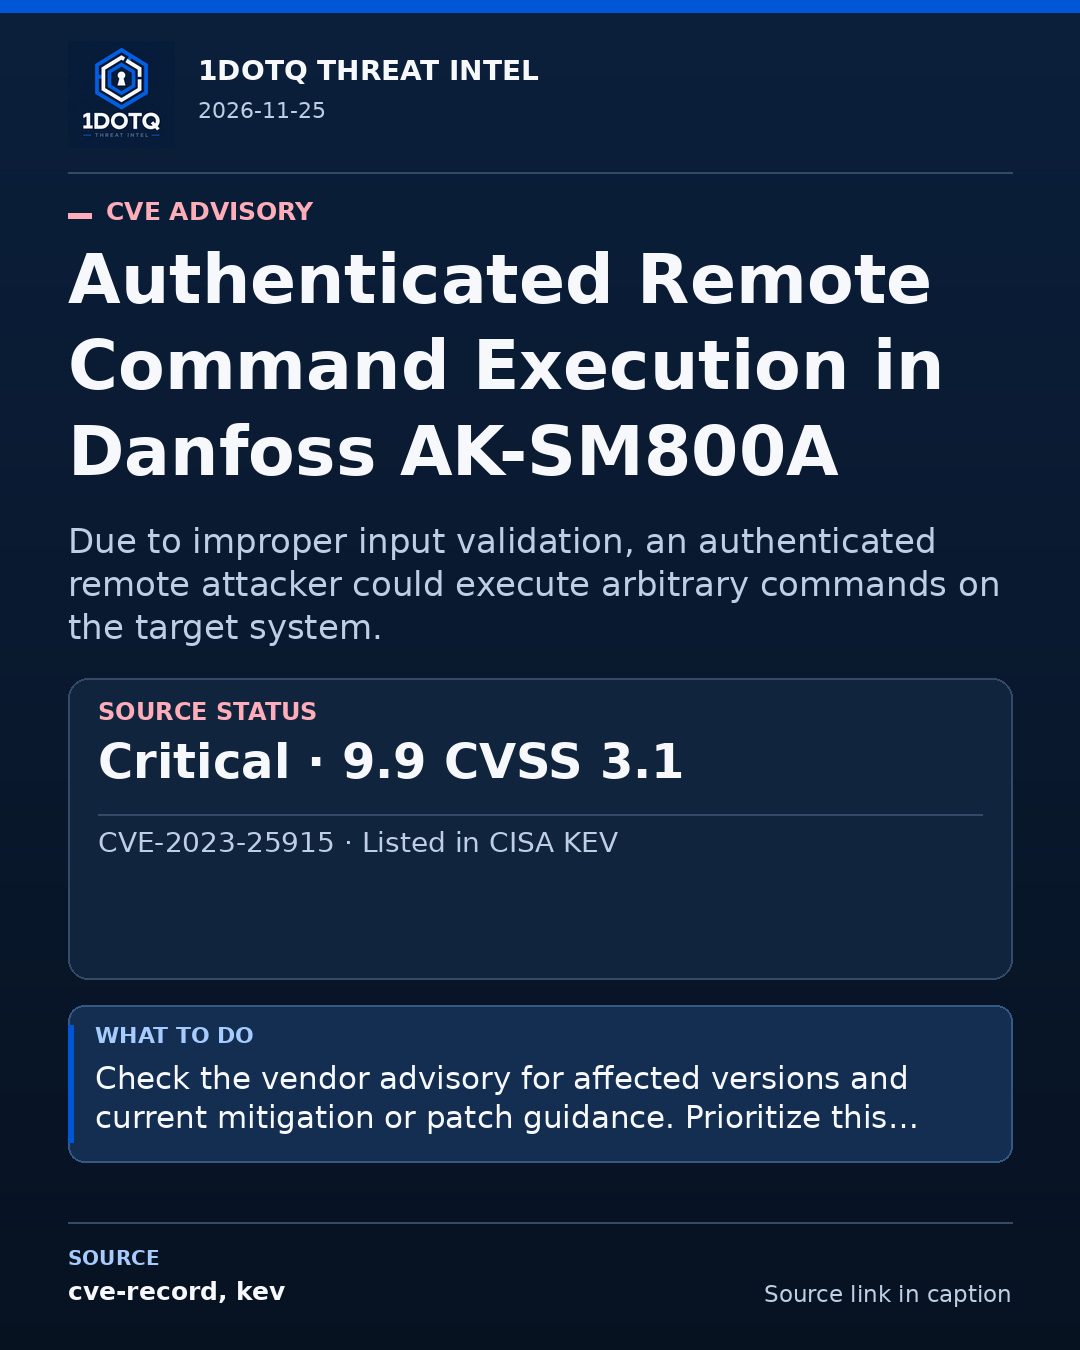 1DOTQ
THREAT INTEL
1DOTQ THREAT INTEL
2026-11-25
CVE ADVISORY
Authenticated Remote
Command Execution in
Danfoss AK-SM800A
Due to improper input validation, an authenticated
remote attacker could execute arbitrary commands on
the target system.
SOURCE STATUS
Critical · 9.9 CVSS 3.1
CVE-2023-25915 · Listed in CISA KEV
WHAT TO DO
Check the vendor advisory for affected versions and
current mitigation or patch guidance. Prioritize this...
SOURCE
cve-record, kev
Source link in caption